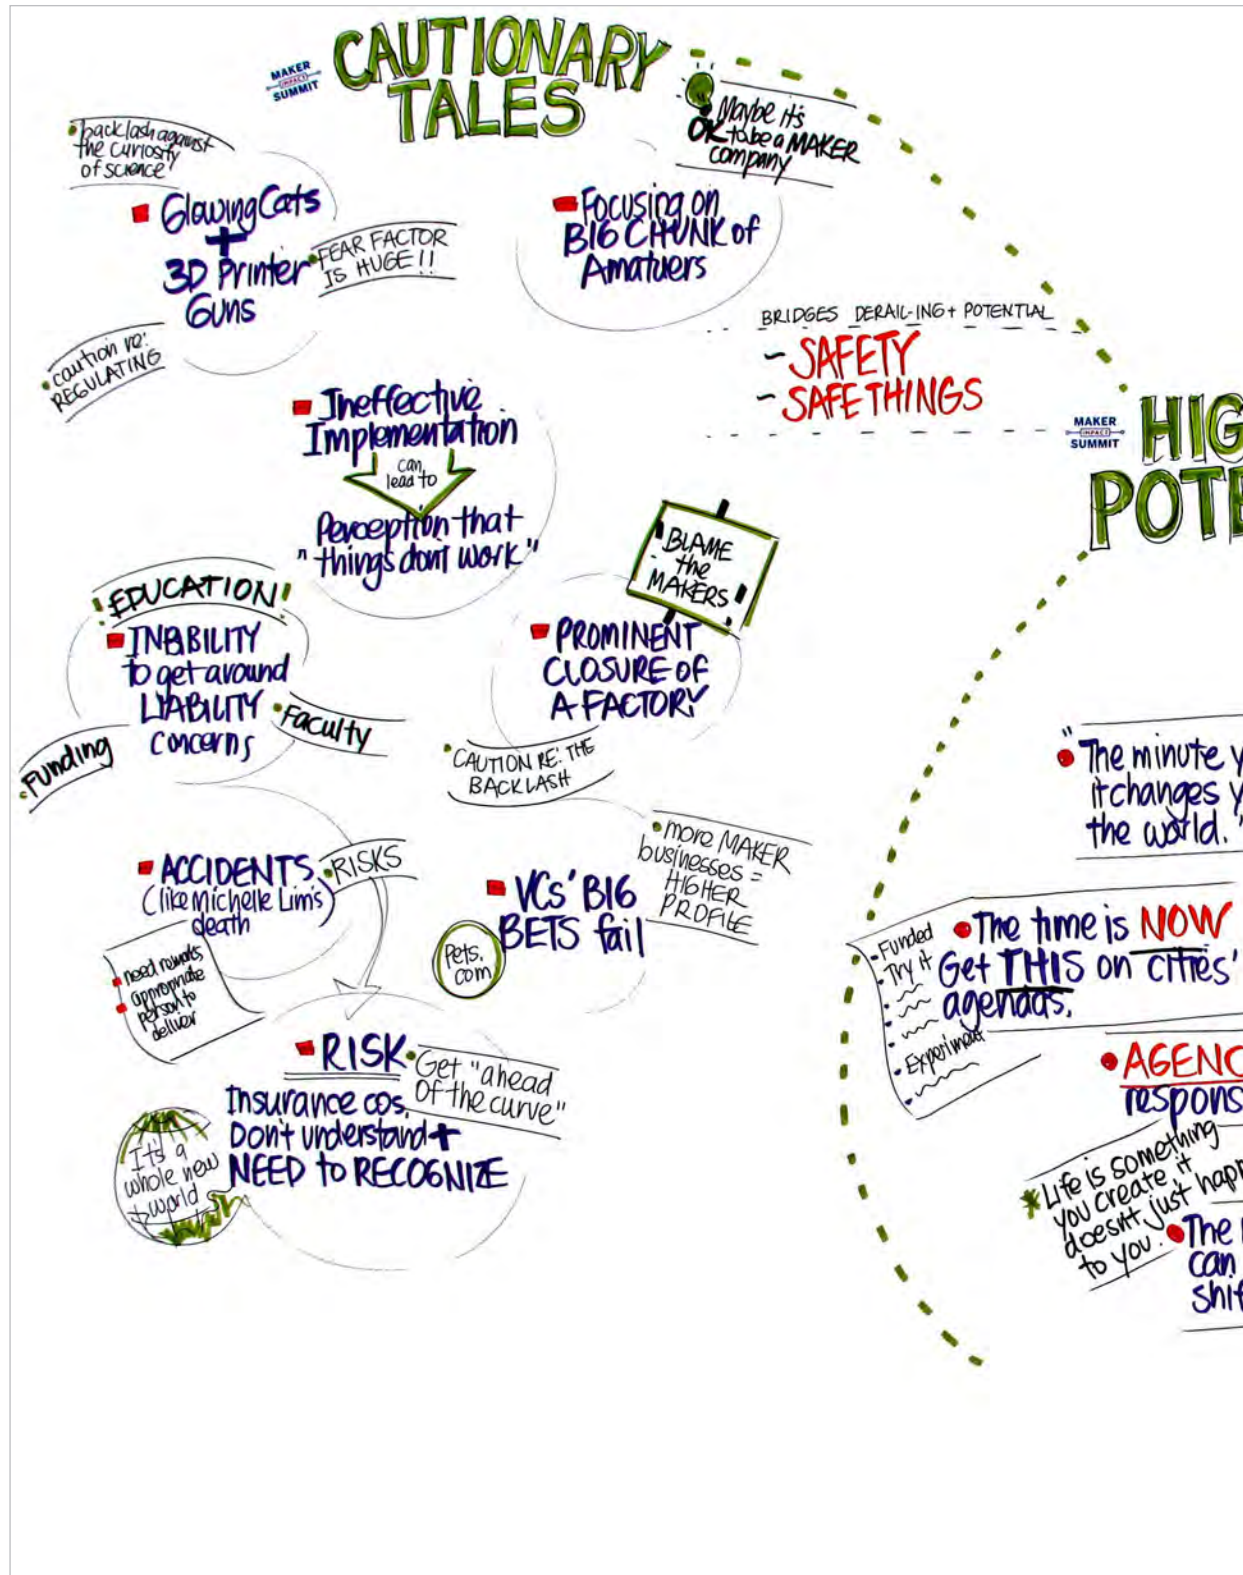 MAKER
IMPACT
SUMMIT
CAUTIONARY
TALES
Maybe it's
OK to be a MAKER
company
backlash against
the curiosity
of science
Glowing Cats
+
3D Printer
Guns
FEAR FACTOR
IS HUGE!!
caution re:
REGULATING
Focusing on
BIG CHUNK of
Amatuers
BRIDGES DERAIL-ING + POTENTIAL
- SAFETY
- SAFE THINGS
Ineffective
Implementation
can
lead to
Perception that
"things don't work"
BLAME
the
MAKERS
EDUCATION
INABILITY
to get around
LIABILITY
concerns
Faculty
Funding
PROMINENT
CLOSURE OF
A FACTORY
CAUTION RE: THE
BACKLASH
ACCIDENTS
(like Michelle Lim's
death
RISKS
need
appropriate
person to
deliver
VCs' BIG
BETS fail
Pets.
com
more MAKER
businesses =
HIGHER
PROFILE
RISK
Insurance cos.
Don't understand +
NEED to RECOGNIZE
Get "ahead
of the curve"
It's a
whole new
world
MAKER
IMPACT
SUMMIT
HIG
POTE
"The minute y
it changes y
the world."
Funded
Try it
Experiment
The time is NOW
Get THIS on cities'
agendas.
AGENC
respons
Life is something
you create, it
doesn't just happ
to you.
The
can
shif